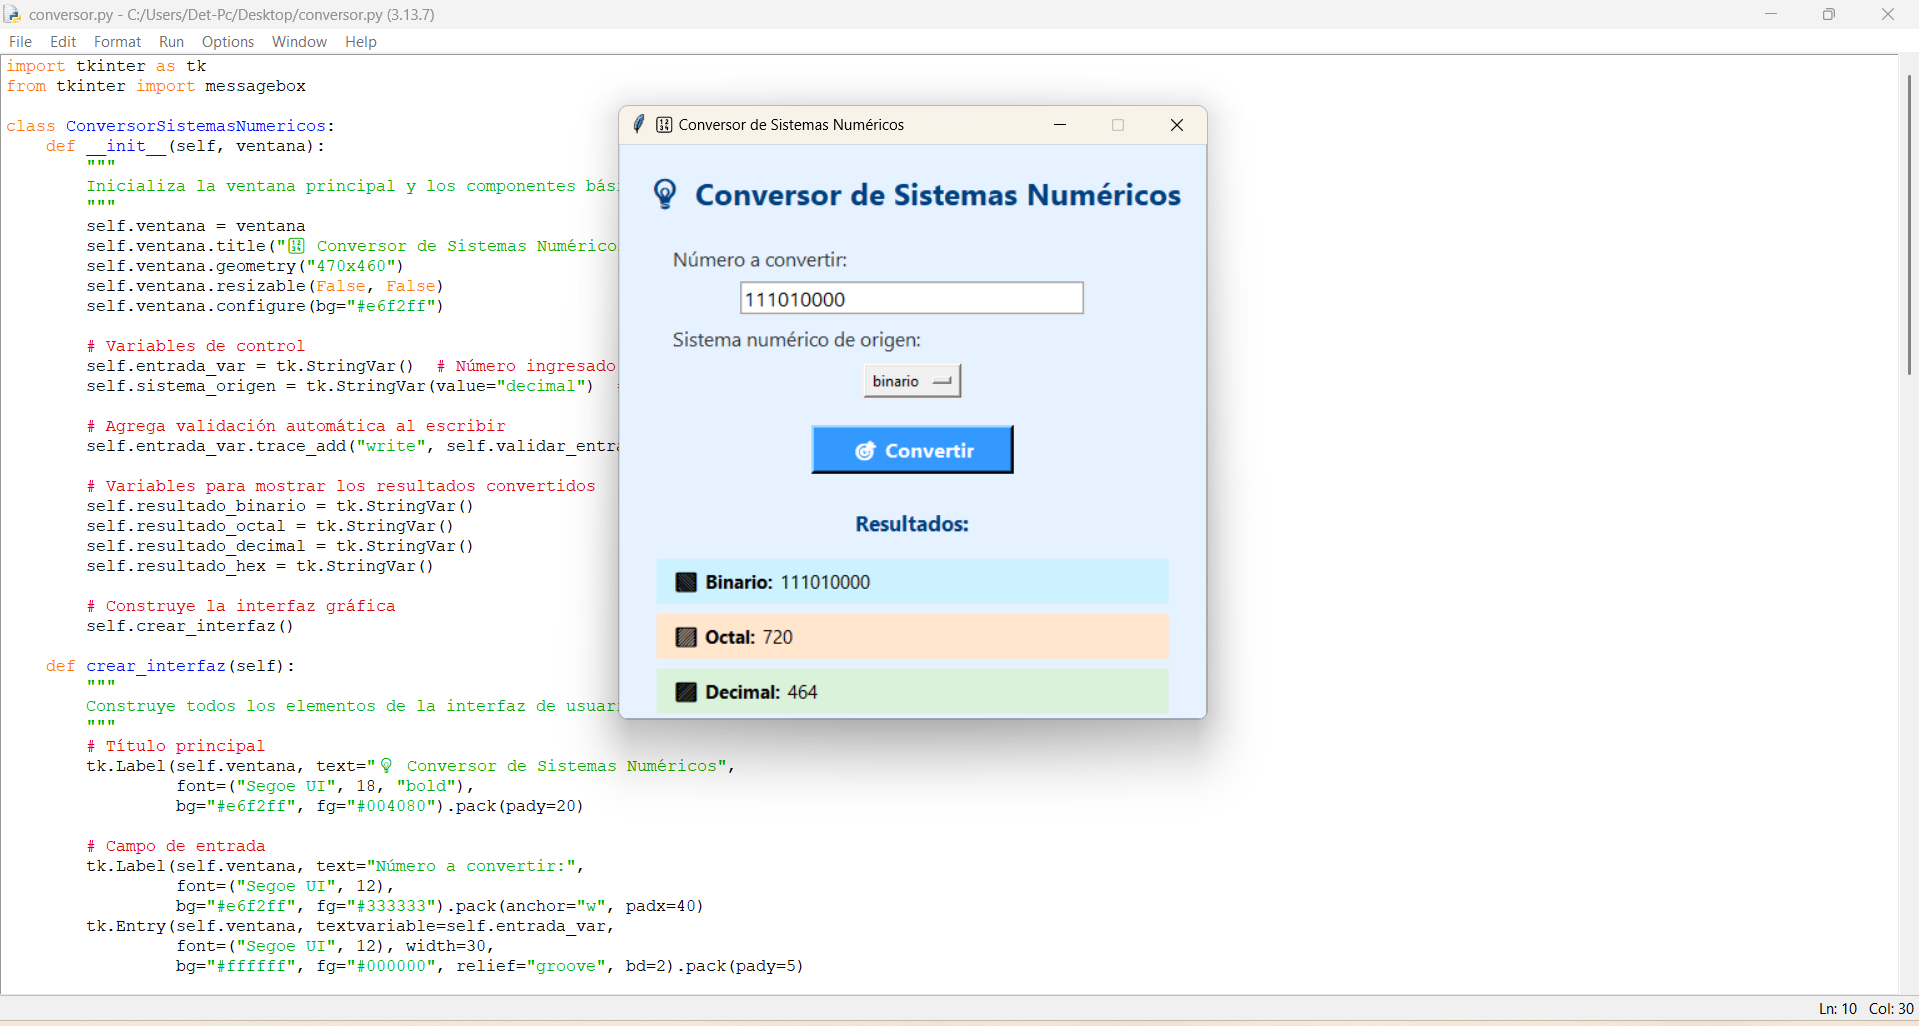 conversor.py - C:/Users/Det-Pc/Desktop/conversor.py (3.13.7)
File Edit Format Run Options Window Help
import tkinter as tk
from tkinter import messagebox
class ConversorSistemasNumericos:
def __init__(self, ventana):
"""
Inicializa la ventana principal y los componentes bás
"""
self.ventana = ventana
self.ventana.title("🔢 Conversor de Sistemas Numérico
self.ventana.geometry("470x460")
self.ventana.resizable(False, False)
self.ventana.configure(bg="#e6f2ff")
# Variables de control
self.entrada_var = tk.StringVar()  # Número ingresado
self.sistema_origen = tk.StringVar(value="decimal")
# Agrega validación automática al escribir
self.entrada_var.trace_add("write", self.validar_entra
# Variables para mostrar los resultados convertidos
self.resultado_binario = tk.StringVar()
self.resultado_octal = tk.StringVar()
self.resultado_decimal = tk.StringVar()
self.resultado_hex = tk.StringVar()
# Construye la interfaz gráfica
self.crear_interfaz()
def crear_interfaz(self):
"""
Construye todos los elementos de la interfaz de usuar
"""
# Título principal
tk.Label(self.ventana, text="💡 Conversor de Sistemas Numéricos",
font=("Segoe UI", 18, "bold"),
bg="#e6f2ff", fg="#004080").pack(pady=20)
# Campo de entrada
tk.Label(self.ventana, text="Número a convertir:",
font=("Segoe UI", 12),
bg="#e6f2ff", fg="#333333").pack(anchor="w", padx=40)
tk.Entry(self.ventana, textvariable=self.entrada_var,
font=("Segoe UI", 12), width=30,
bg="#ffffff", fg="#000000", relief="groove", bd=2).pack(pady=5)
🔢 Conversor de Sistemas Numéricos
💡 Conversor de Sistemas Numéricos
Número a convertir:
111010000
Sistema numérico de origen:
binario
🎯 Convertir
Resultados:
Binario: 111010000
Octal: 720
Decimal: 464
Ln: 10 Col: 30